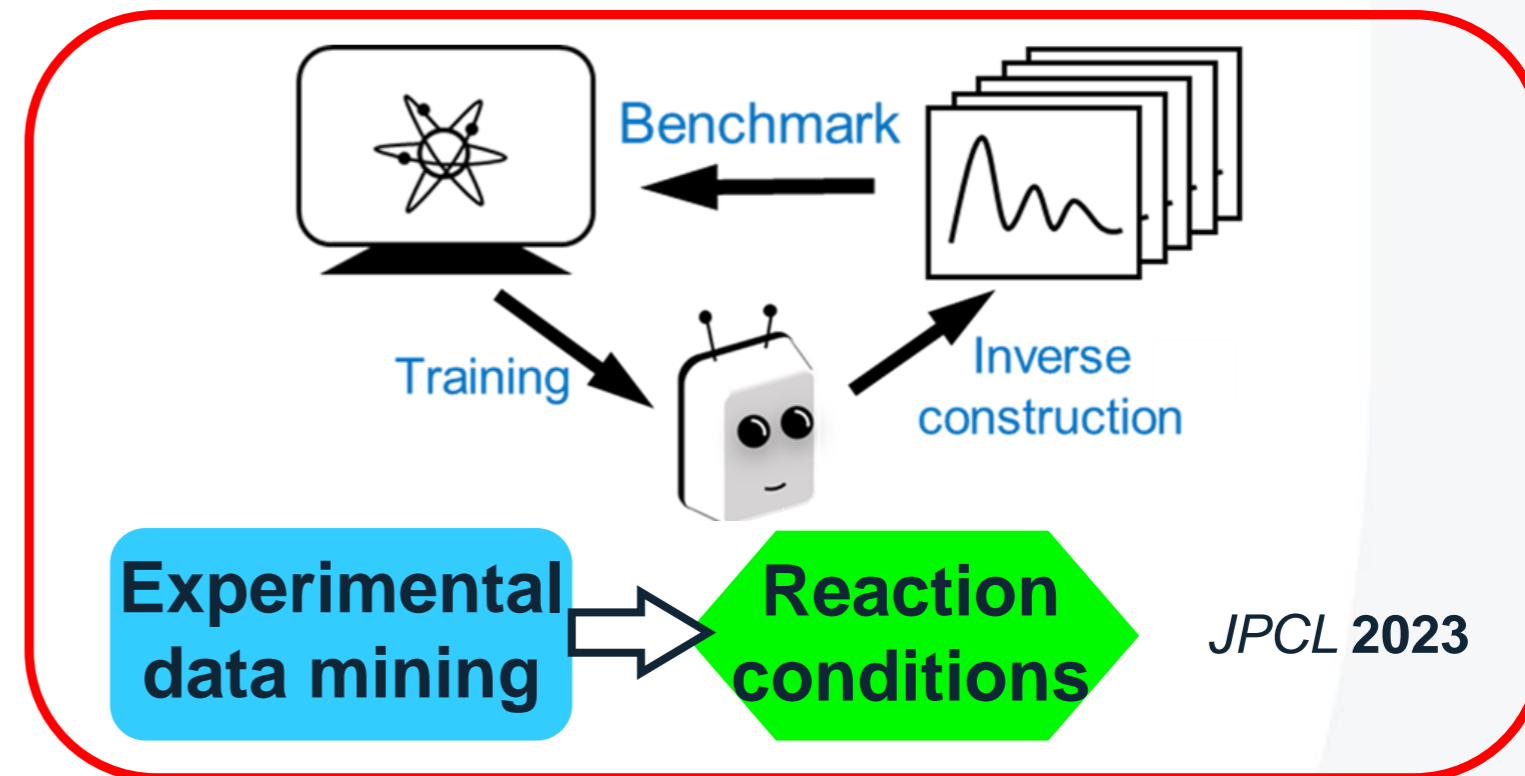 Benchmark
Training
Inverse
construction
Experimental
data mining
Reaction
conditions
JPCL 2023